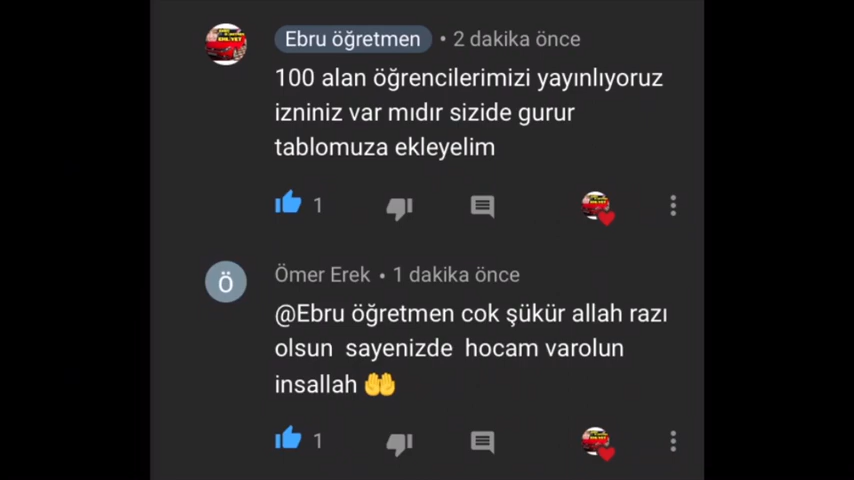 Ebru öğretmen • 2 dakika önce
100 alan öğrencilerimizi yayınlıyoruz
izniniz var mıdır sizide gurur
tablomuza ekleyelim
1
Ö
Ömer Erek • 1 dakika önce
@Ebru öğretmen cok şükür allah razı
olsun sayenizde hocam varolun
insallah 🤲
1